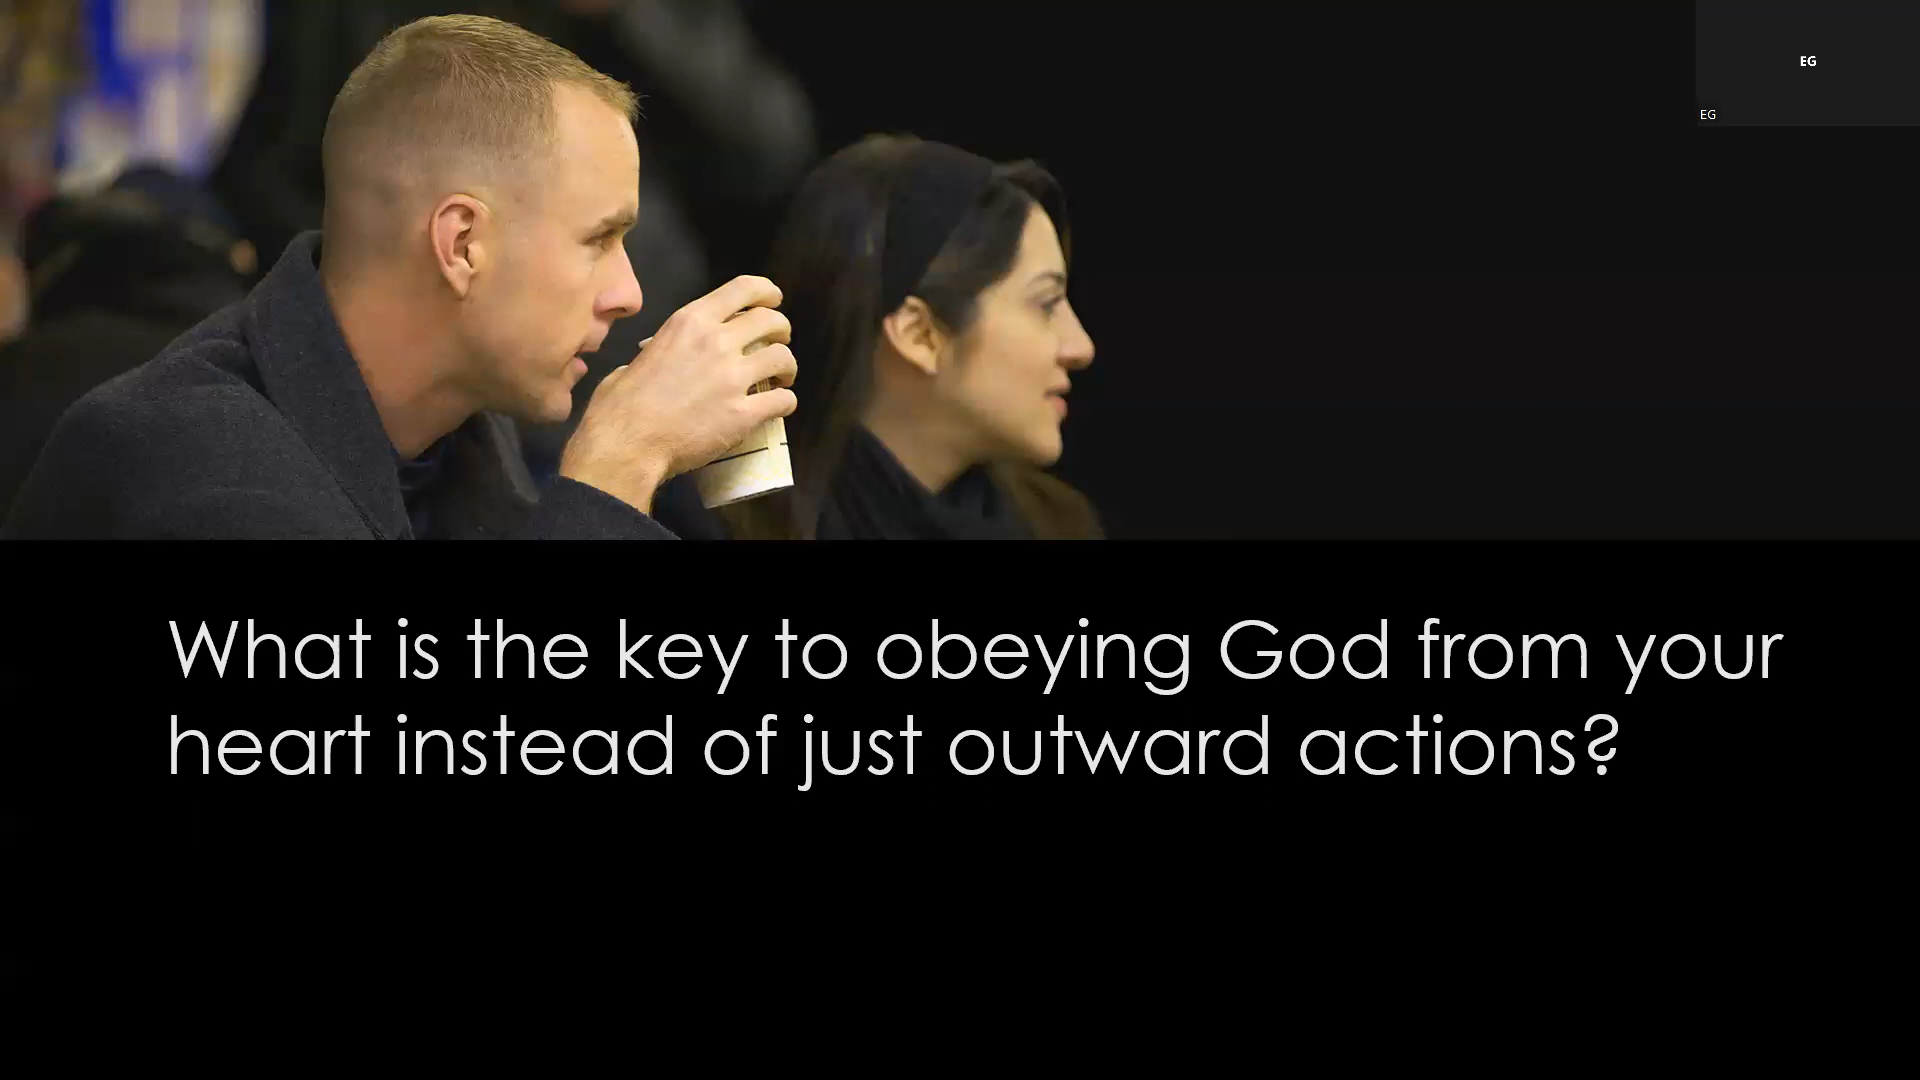 EG
EG
What is the key to obeying God from your
heart instead of just outward actions?